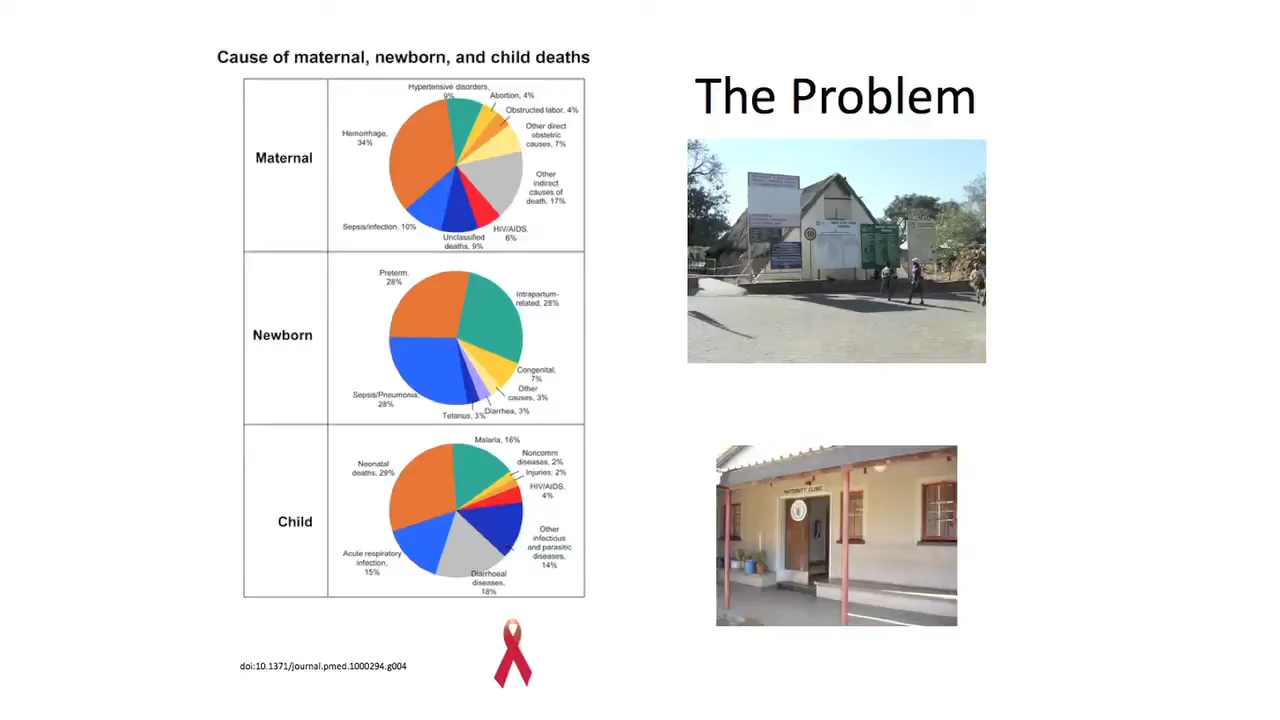 Cause of maternal, newborn, and child deaths
The Problem
Maternal
Hypertensive disorders,
9%
Abortion, 4%
Obstructed labor, 4%
Other direct
obstetric
causes, 7%
Hemorrhage,
34%
Other
indirect
causes of
death. 17%
Sepsis/infection, 10%
Unclassified
deaths, 9%
HIV/AIDS,
6%
Newborn
Preterm.
28%
Intrapartum-
related, 28%
Congenital;
7%
Other
causes, 3%
Sepsis/Pneumonia,
28%
Tetanus, 3%
Diarrhea, 3%
Child
Malaria, 16%
Neonatal
deaths, 29%
Noncomm
diseases, 2%
Injuries, 2%
HIV/AIDS,
4%
Other
infectious
and parasitic
diseases,
14%
Acute respiratory
infection,
15%
Diarrhoeal
diseases,
18%
MATERNITY CLINIC
doi:10.1371/journal.pmed.1000294.g004